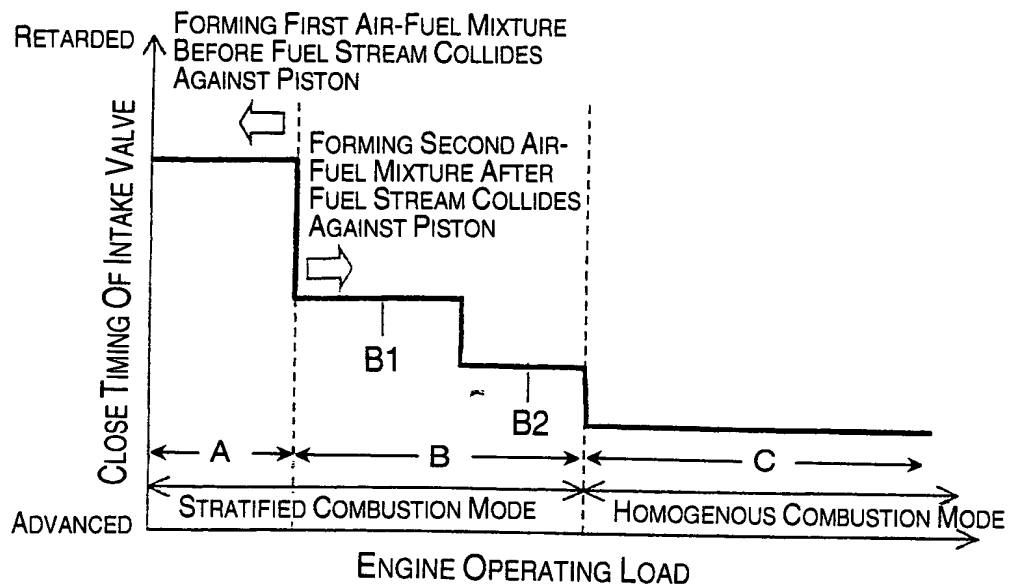 RETARDED
FORMING FIRST AIR-FUEL MIXTURE
BEFORE FUEL STREAM COLLIDES
AGAINST PISTON
FORMING SECOND AIR-
FUEL MIXTURE AFTER
FUEL STREAM COLLIDES
AGAINST PISTON
CLOSE TIMING OF INTAKE VALVE
B1
B2
A
B
C
STRATIFIED COMBUSTION MODE
HOMOGENOUS COMBUSTION MODE
ADVANCED
ENGINE OPERATING LOAD